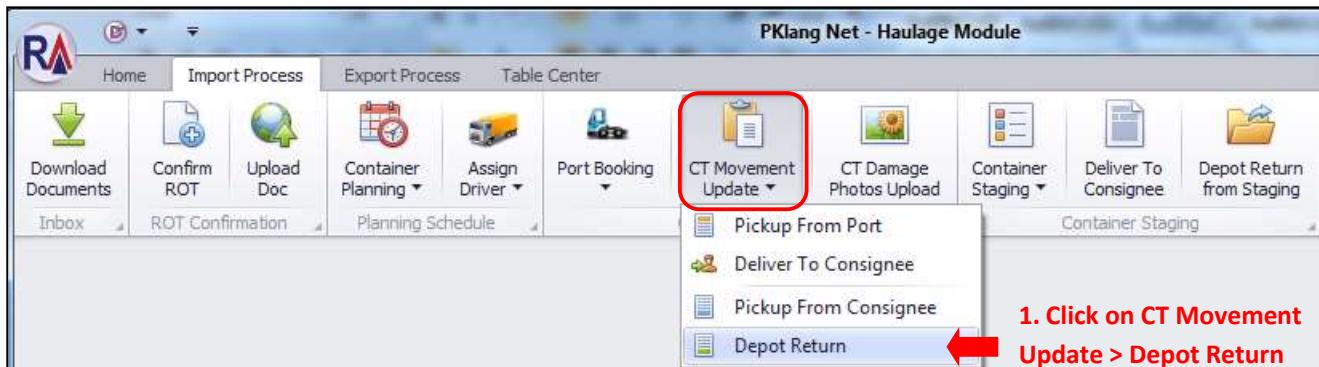 PKlang Net - Haulage Module
RA
Home Import Process Export Process Table Center
Download Documents
Confirm ROT
Upload Doc
Container Planning
Assign Driver
Port Booking
CT Movement Update
CT Damage Photos Upload
Container Staging
Deliver To Consignee
Depot Return from Staging
Inbox
ROT Confirmation
Planning Schedule
Container Staging
Pickup From Port
Deliver To Consignee
Pickup From Consignee
Depot Return
1. Click on CT Movement
Update > Depot Return